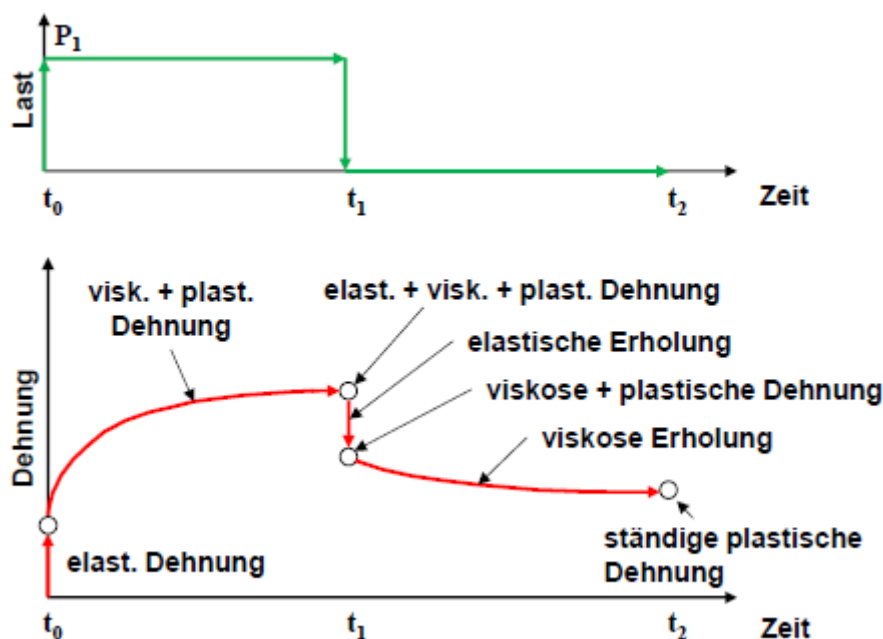 P1
Last
t0
t1
t2
Zeit
visk. + plast.
Dehnung
elast. + visk. + plast. Dehnung
elastische Erholung
viskose + plastische Dehnung
viskose Erholung
Dehnung
elast. Dehnung
ständige plastische
Dehnung
t0
t1
t2
Zeit